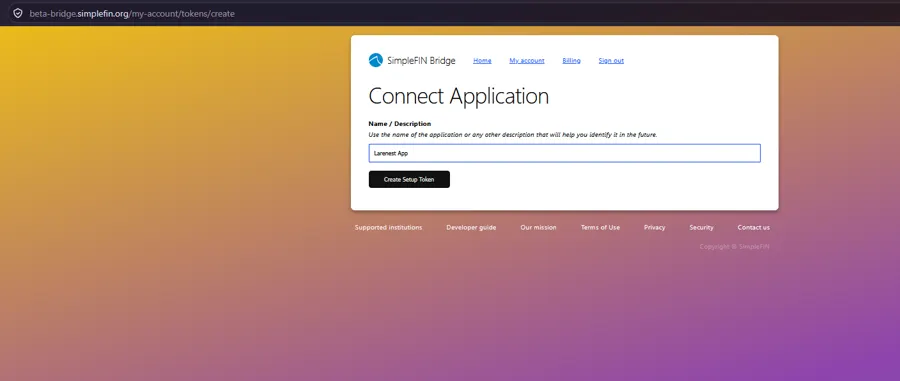 beta-bridge.simplefin.org/my-account/tokens/create
SimpleFIN Bridge Home My account Billing Sign out
Connect Application
Name / Description
Use the name of the application or any other description that will help you identify it in the future.
Larenest App
Create Setup Token
Supported institutions Developer guide Our mission Terms of Use Privacy Security Contact us
Copyright © SimpleFIN